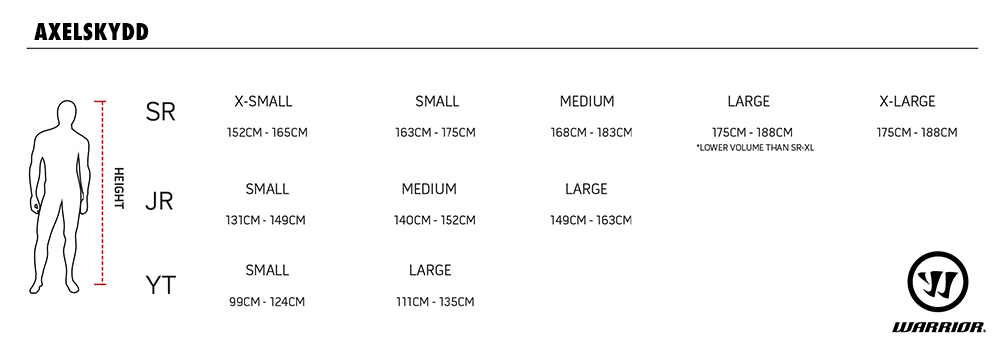 AXELSKYDD
SR
X-SMALL SMALL MEDIUM LARGE X-LARGE
152CM - 165CM 163CM - 175CM 168CM - 183CM 175CM - 188CM 175CM - 188CM
*LOWER VOLUME THAN SR-XL
HEIGHT
JR
SMALL MEDIUM LARGE
131CM - 149CM 140CM - 152CM 149CM - 163CM
YT
SMALL LARGE
99CM - 124CM 111CM - 135CM
WARRIOR.